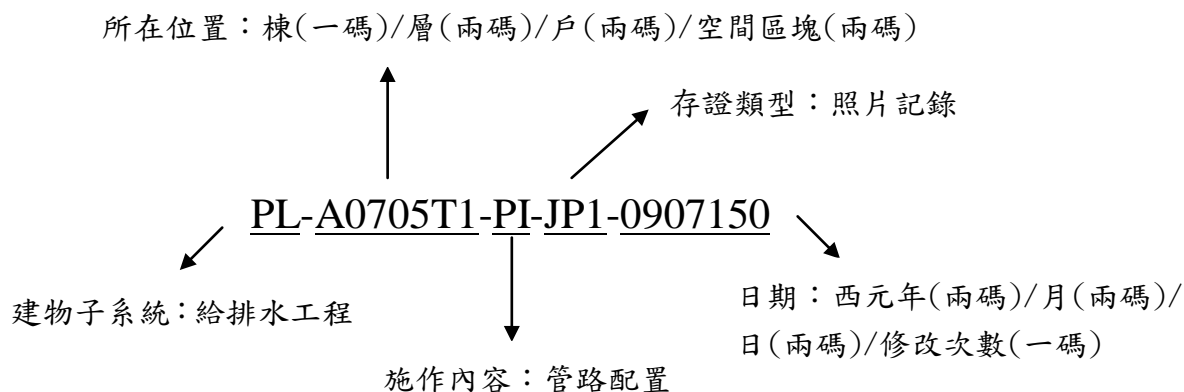 所在位置：棟(一碼)/層(兩碼)/戶(兩碼)/空間區塊(兩碼)
存證類型：照片記錄
PL-A0705T1-PI-JP1-0907150
建物子系統：給排水工程
日期：西元年(兩碼)/月(兩碼)/
日(兩碼)/修改次數(一碼)
施作內容：管路配置